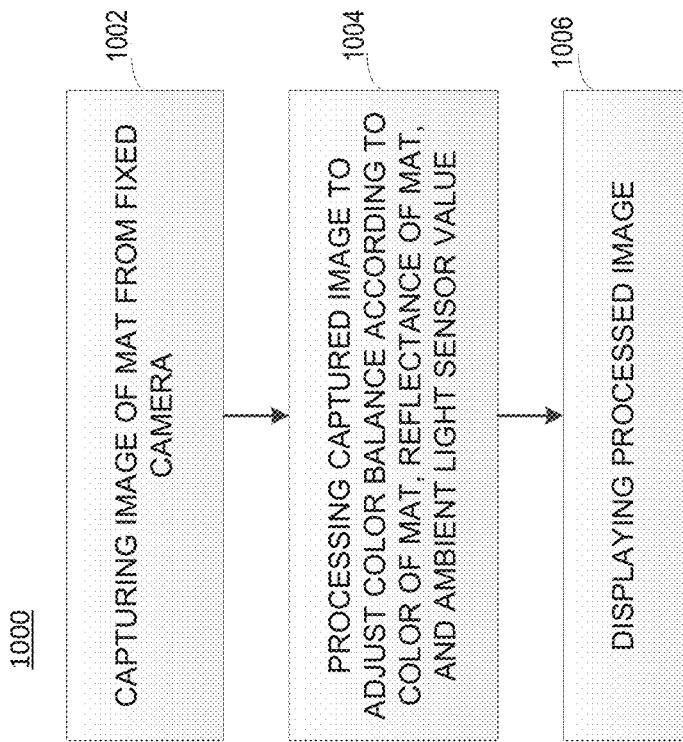 1000
CAPTURING IMAGE OF MAT FROM FIXED
CAMERA
1002
PROCESSING CAPTURED IMAGE TO
ADJUST COLOR BALANCE ACCORDING TO
COLOR OF MAT, REFLECTANCE OF MAT,
AND AMBIENT LIGHT SENSOR VALUE
1004
DISPLAYING PROCESSED IMAGE
1006